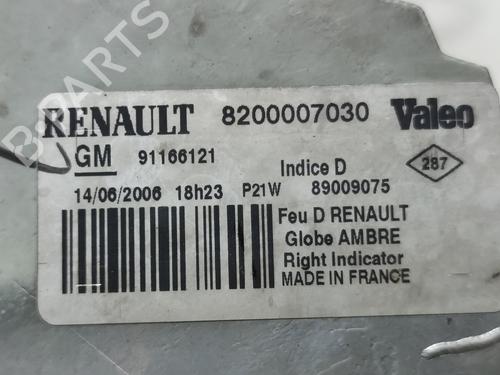 RENAULT 8200007030 Valeo
GM 91166121 Indice D 287
14/06/2006 18h23 P21W 89009075
Feu D RENAULT
Globe AMBRE
Right Indicator
MADE IN FRANCE
B-PARTS